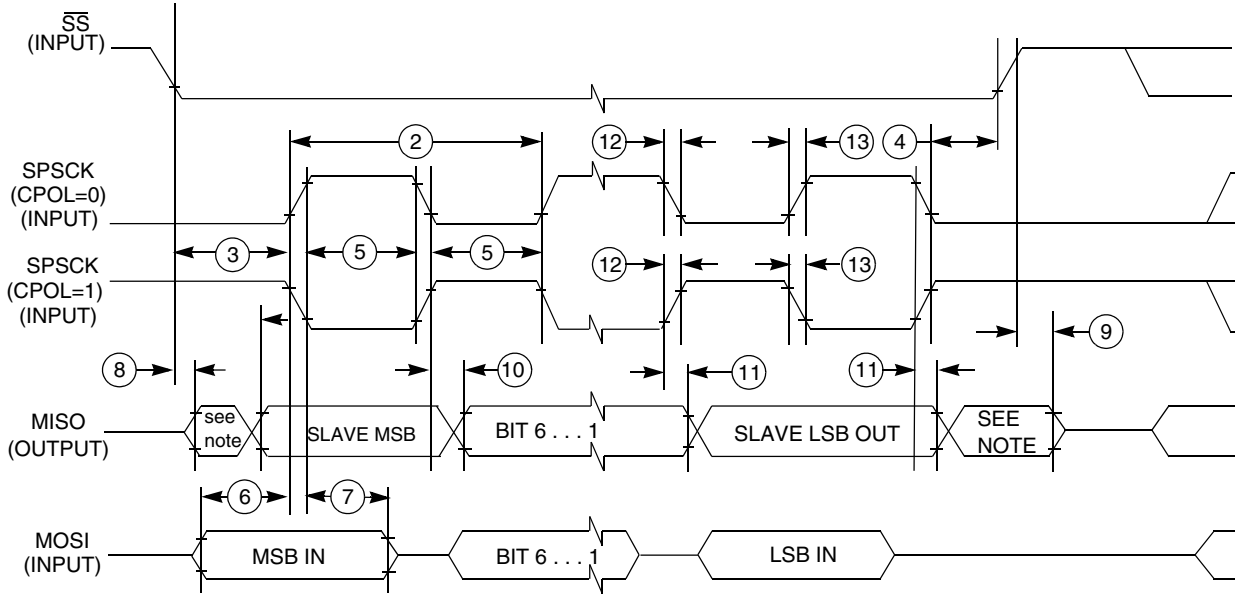 SS
(INPUT)
2
12
13
4
SPSCK
(CPOL=0)
(INPUT)
3
5
5
12
13
SPSCK
(CPOL=1)
(INPUT)
8
10
11
11
9
MISO
(OUTPUT)
see
note
SLAVE MSB
BIT 6 . . . 1
SLAVE LSB OUT
SEE
NOTE
6
7
MOSI
(INPUT)
MSB IN
BIT 6 . . . 1
LSB IN